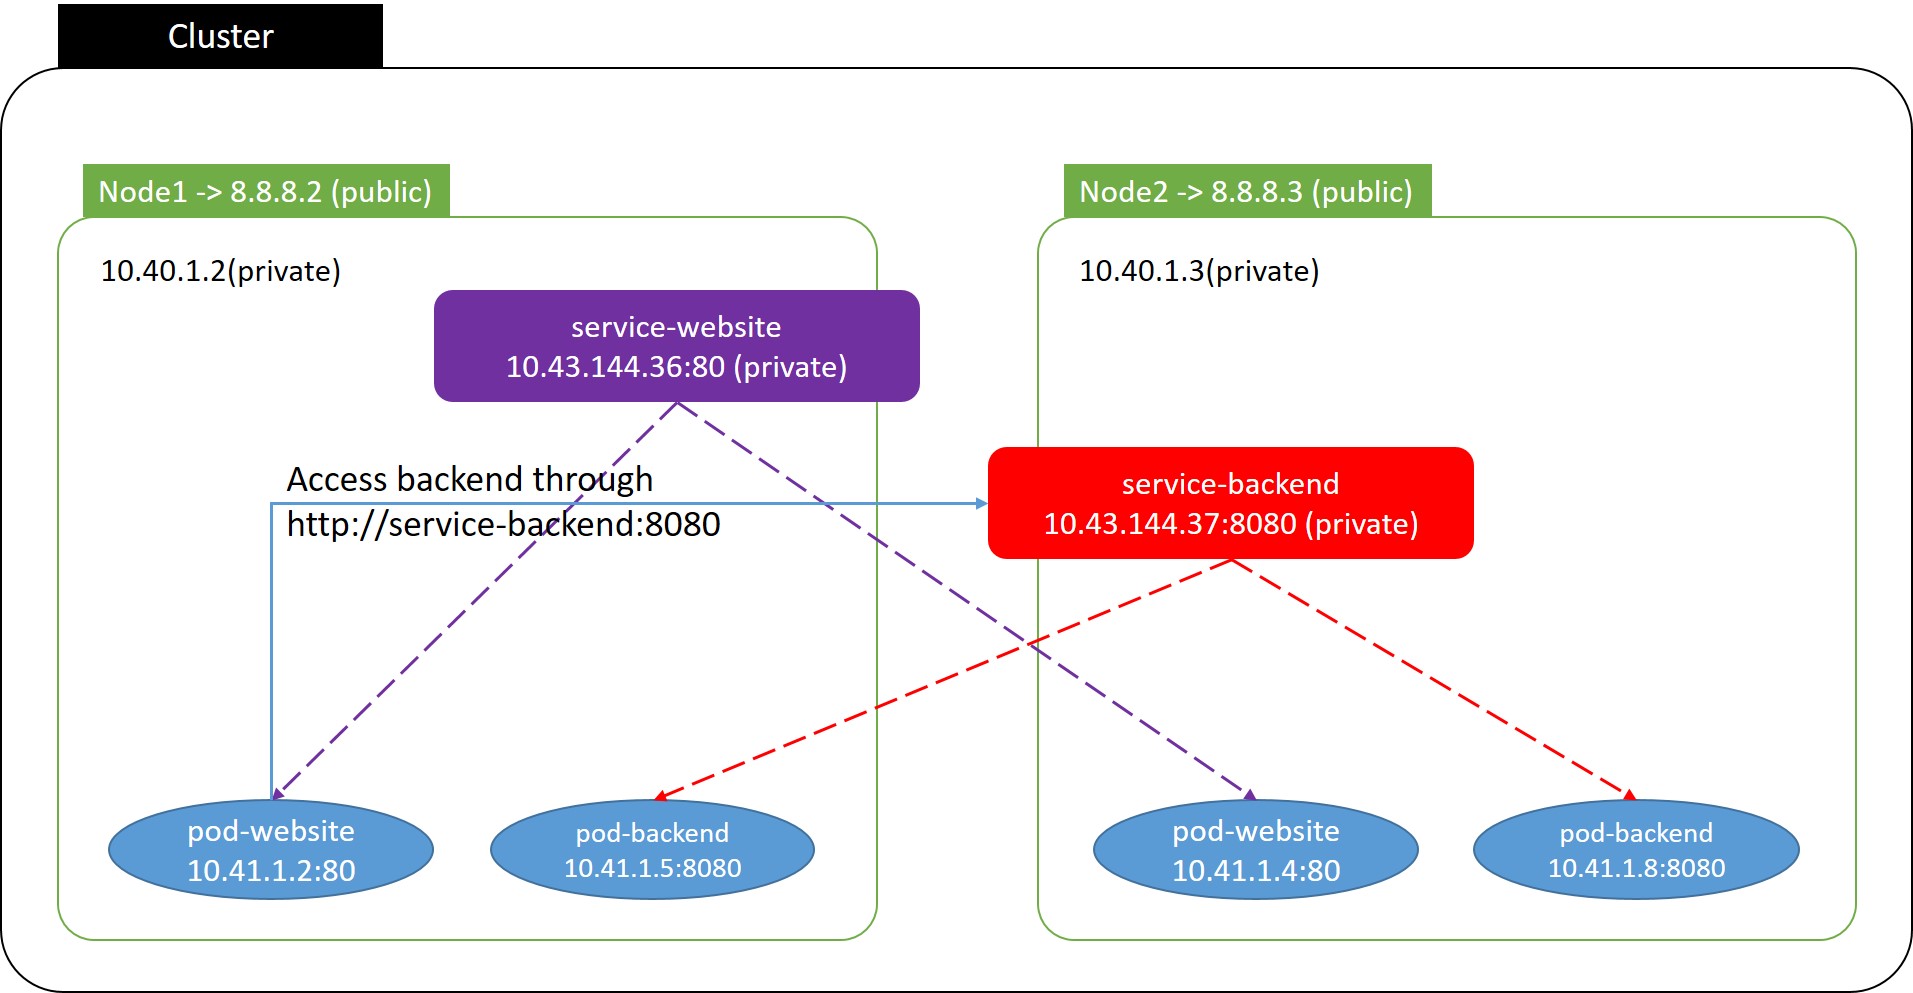 Cluster
Node1 -> 8.8.8.2 (public)
10.40.1.2(private)
Node2 -> 8.8.8.3 (public)
10.40.1.3(private)
service-website
10.43.144.36:80 (private)
Access backend through
http://service-backend:8080
service-backend
10.43.144.37:8080 (private)
pod-website
10.41.1.2:80
pod-backend
10.41.1.5:8080
pod-website
10.41.1.4:80
pod-backend
10.41.1.8:8080